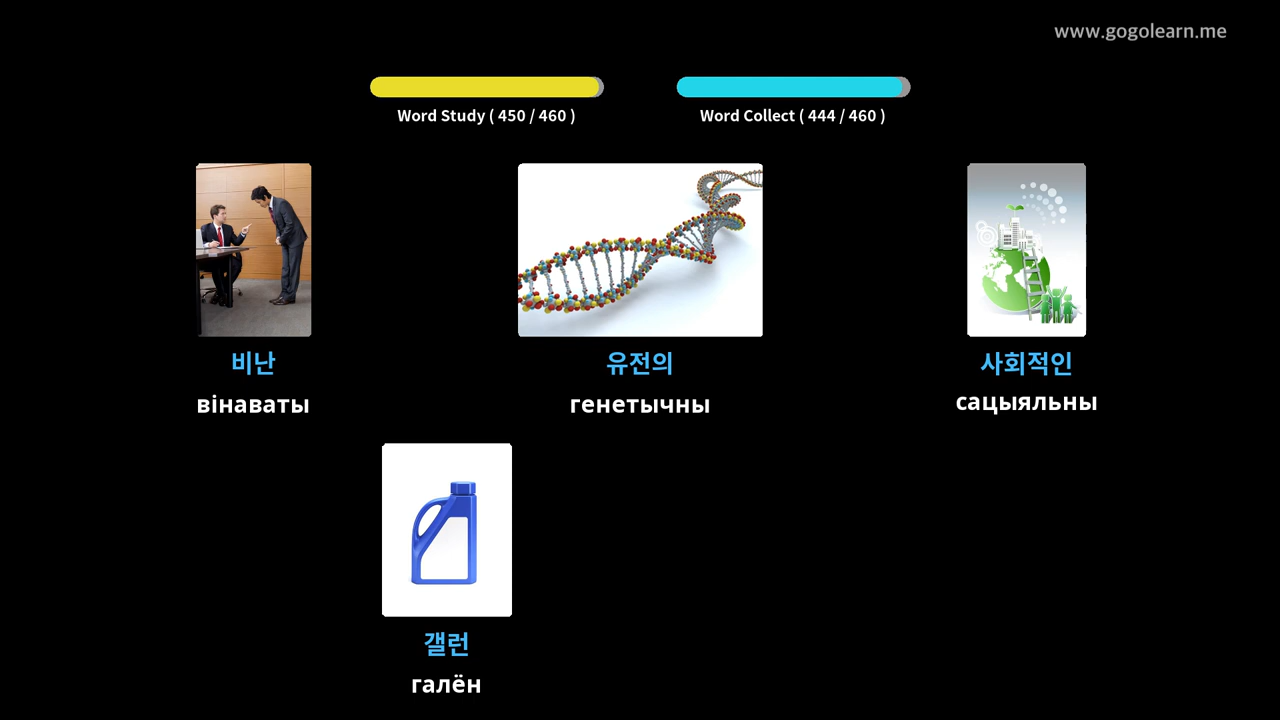 www.gogolearn.me
Word Study ( 450 / 460 )
Word Collect ( 444 / 460 )
비난
유전의
사회적인
вінаваты
генетычны
сацыяльны
갤런
галён